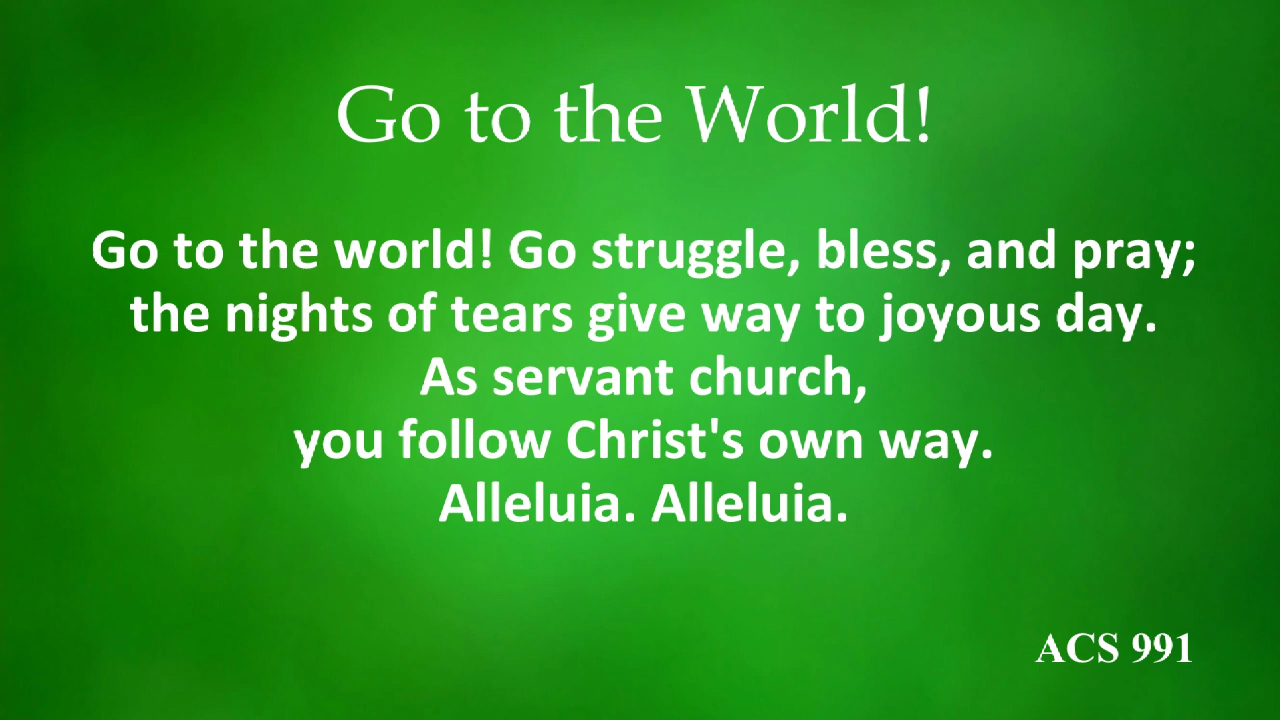 Go to the World!
Go to the world! Go struggle, bless, and pray;
the nights of tears give way to joyous day.
As servant church,
you follow Christ's own way.
Alleluia. Alleluia.
ACS 991